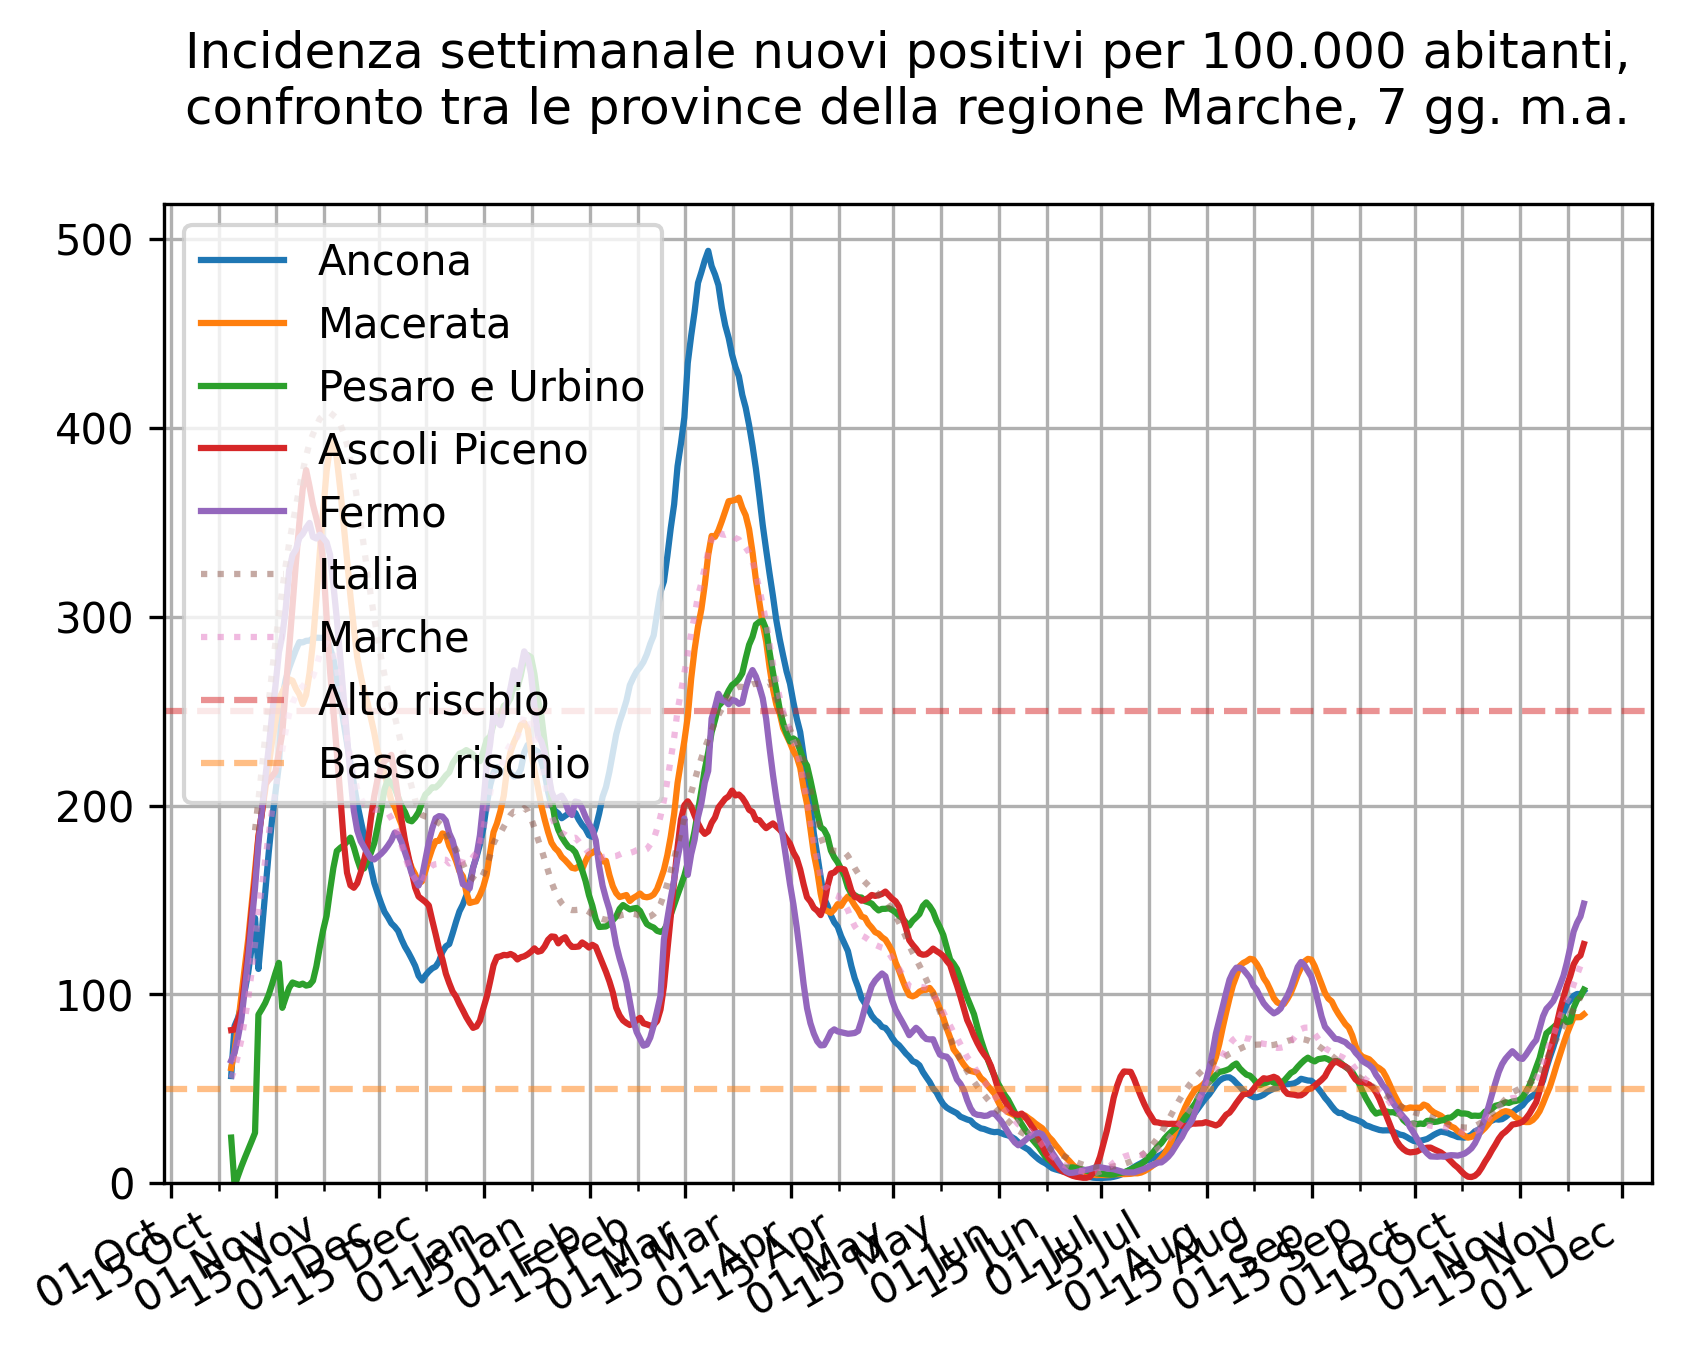 Incidenza settimanale nuovi positivi per 100.000 abitanti,
confronto tra le province della regione Marche, 7 gg. m.a.
500
400
300
200
100
0
Ancona
Macerata
Pesaro e Urbino
Ascoli Piceno
Fermo
Italia
Marche
Alto rischio
Basso rischio
01 Oct
15 Oct
01 Nov
15 Nov
01 Dec
15 Dec
01 Jan
15 Jan
01 Feb
15 Feb
01 Mar
15 Mar
01 Apr
15 Apr
01 May
15 May
01 Jun
15 Jun
01 Jul
15 Jul
01 Aug
15 Aug
01 Sep
15 Sep
01 Oct
15 Oct
01 Nov
15 Nov
01 Dec